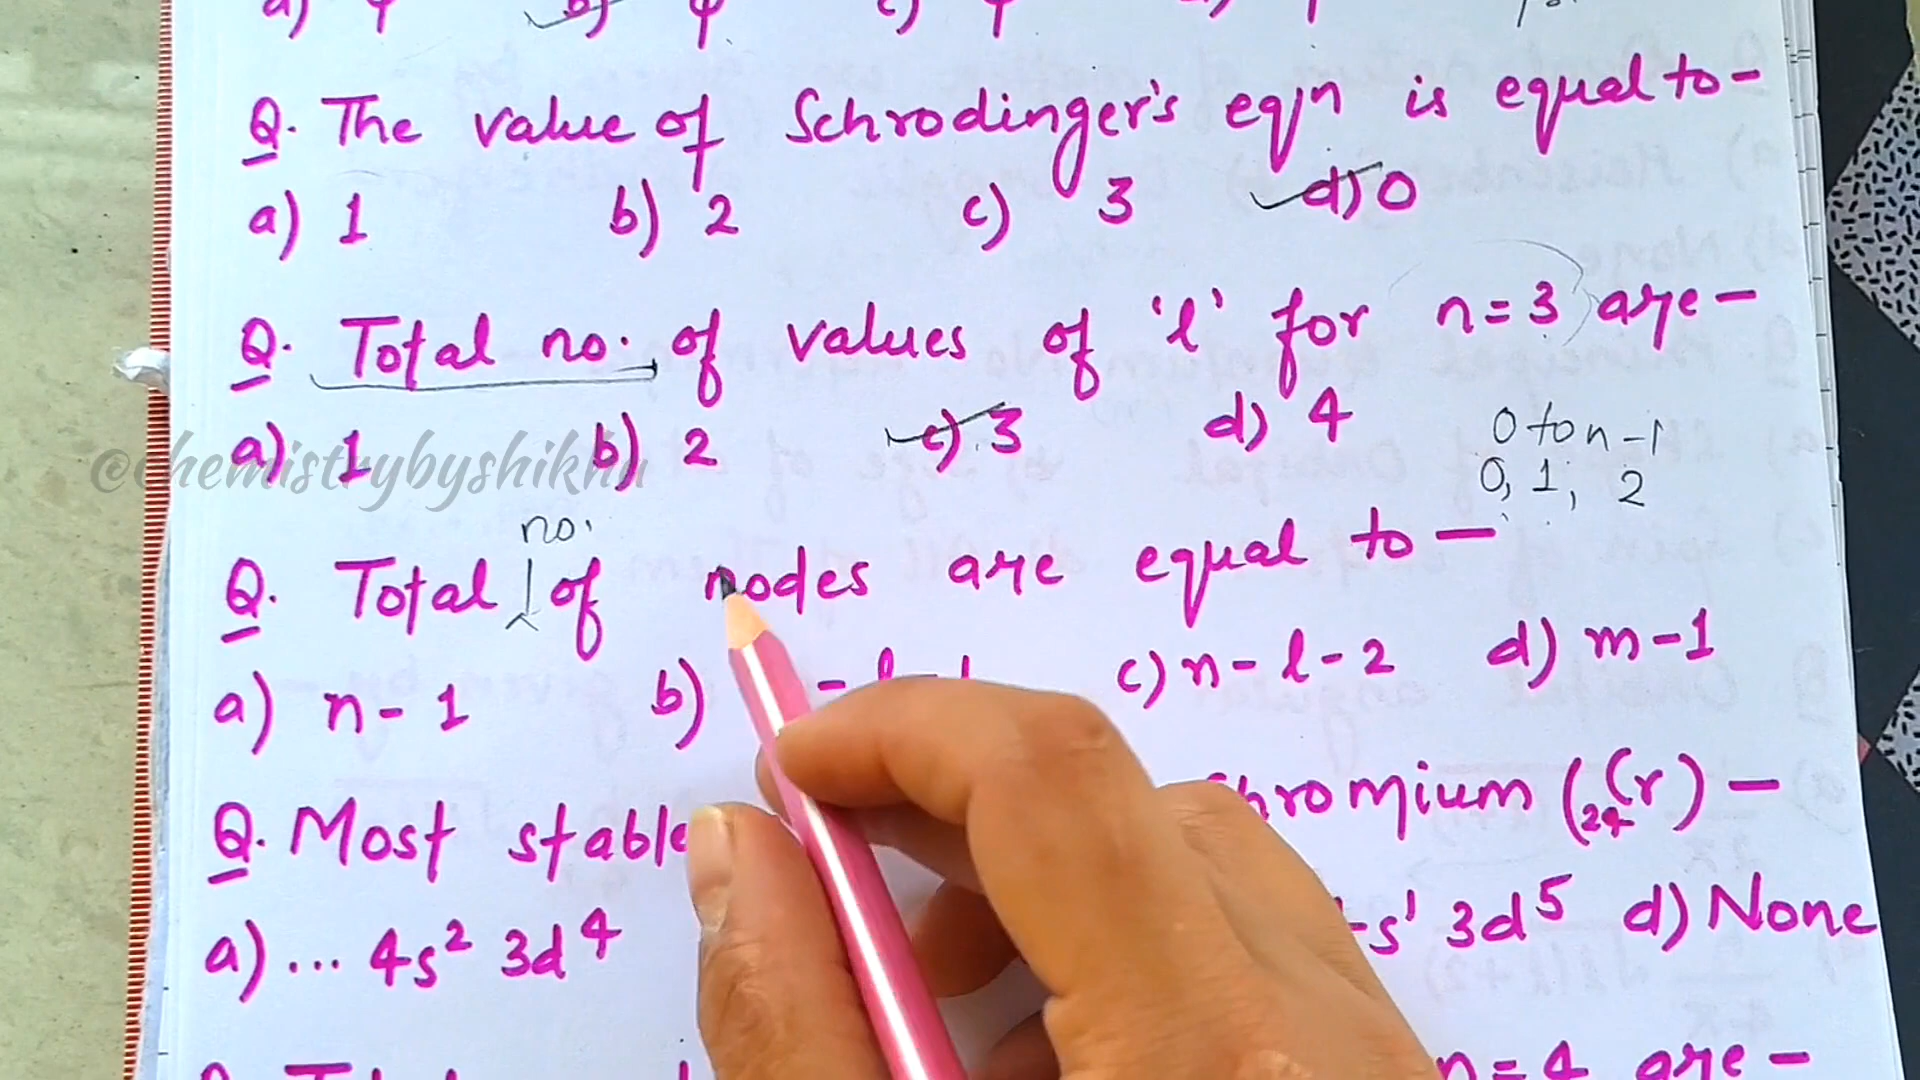 Q. The value of Schrodinger's eqn is equal to -
a) 1 b) 2 c) 3 d) 0
Q. Total no. of values of 'l' for n=3 are -
a) 1 b) 2 c) 3 d) 4
0 to n-1
0, 1, 2
@chemistrybyshikha
no.
Q. Total of nodes are equal to -
a) n-1 b) - l - 1 c) n-l-2 d) m-1
Q. Most stable (24Cr) -
a) ... 4s² 3d⁴ s¹ 3d⁵ d) None
n=4 are -